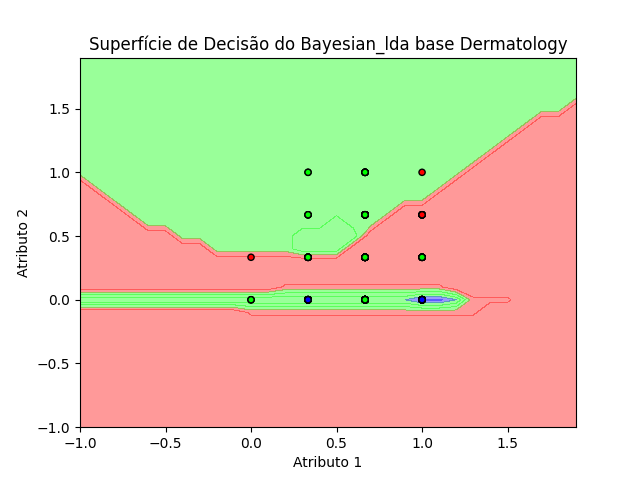 Superfície de Decisão do Bayesian_lda base Dermatology
1.5
1.0
0.5
0.0
−0.5
−1.0
Atributo 2
−1.0 −0.5 0.0 0.5 1.0 1.5
Atributo 1